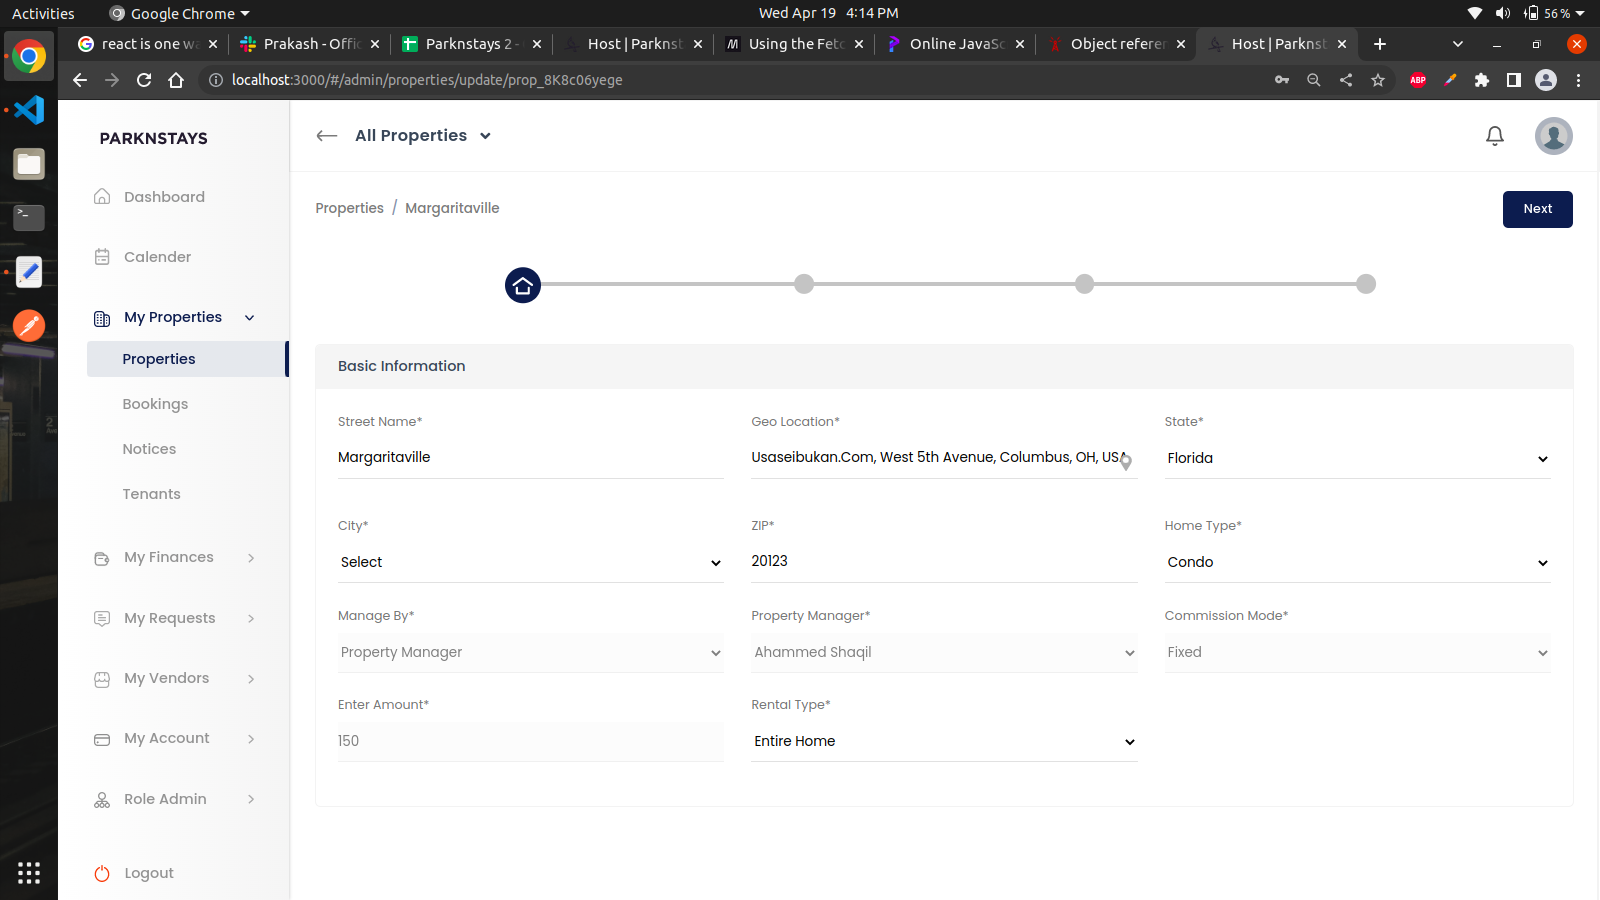 Activities
Google Chrome
Wed Apr 19 4:14 PM
56 %
react is one wa
Prakash - Offic
Parknstays 2 -
Host | Parknst
Using the Fetc
Online JavaSc
Object referen
Host | Parknst
localhost:3000/#/admin/properties/update/prop_8K8c06yege
ABP
PARKNSTAYS
All Properties
Dashboard
Properties / Margaritaville
Next
Calender
My Properties
Properties
Bookings
Notices
Tenants
My Finances
My Requests
My Vendors
My Account
Role Admin
Logout
Basic Information
Street Name*
Geo Location*
State*
Margaritaville
Usaseibukan.Com, West 5th Avenue, Columbus, OH, USA
Florida
City*
ZIP*
Home Type*
Select
20123
Condo
Manage By*
Property Manager*
Commission Mode*
Property Manager
Ahammed Shaqil
Fixed
Enter Amount*
Rental Type*
150
Entire Home